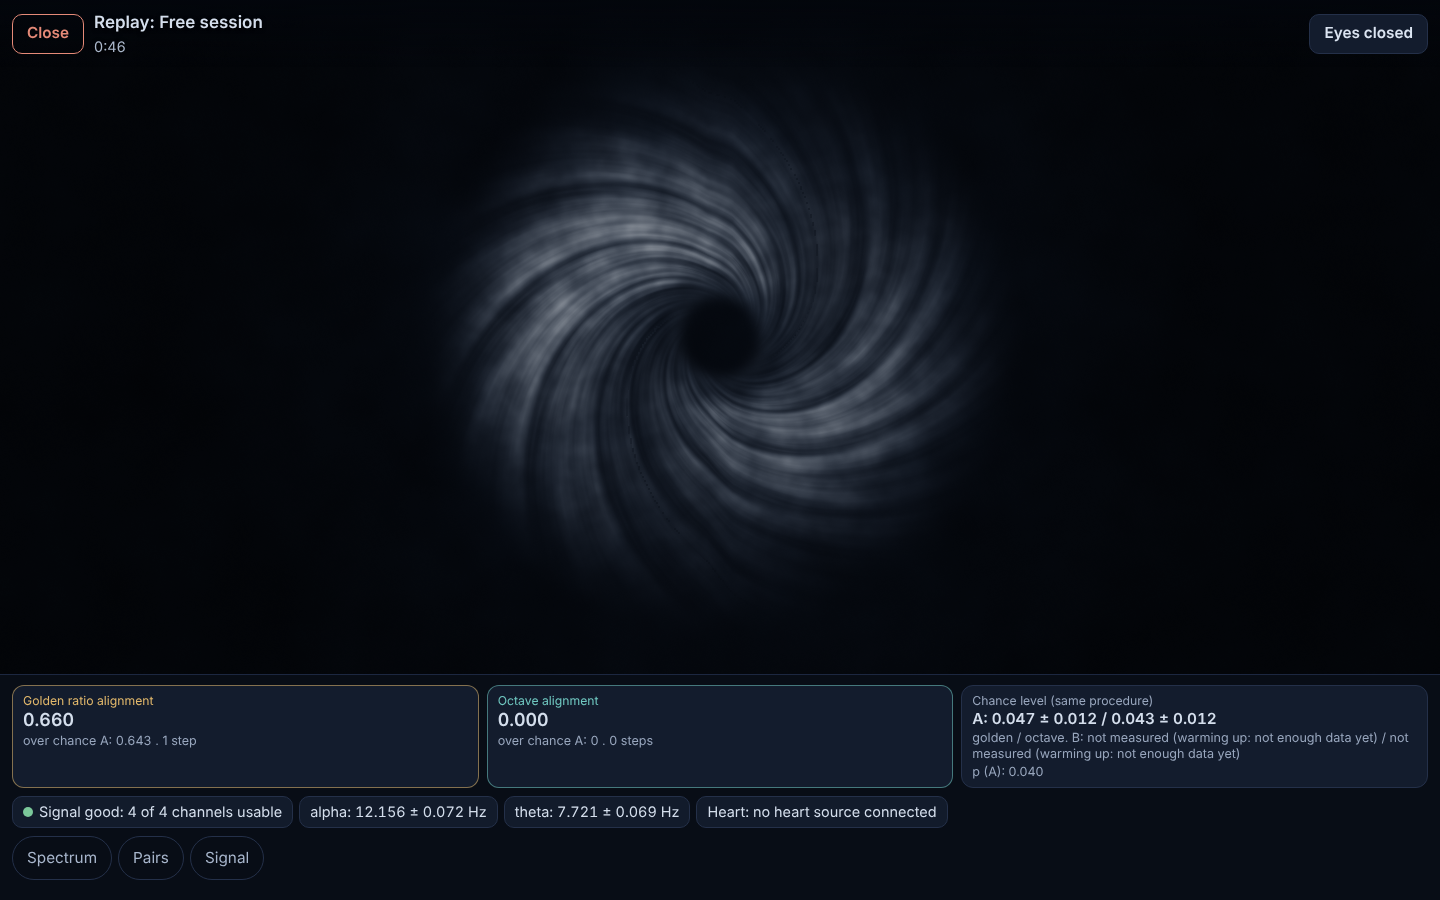 Close
Replay: Free session
0:46
Eyes closed
Golden ratio alignment
0.660
over chance A: 0.643 . 1 step
Octave alignment
0.000
over chance A: 0 . 0 steps
Chance level (same procedure)
A: 0.047 ± 0.012 / 0.043 ± 0.012
golden / octave. B: not measured (warming up: not enough data yet) / not
measured (warming up: not enough data yet)
p (A): 0.040
Signal good: 4 of 4 channels usable
alpha: 12.156 ± 0.072 Hz
theta: 7.721 ± 0.069 Hz
Heart: no heart source connected
Spectrum
Pairs
Signal